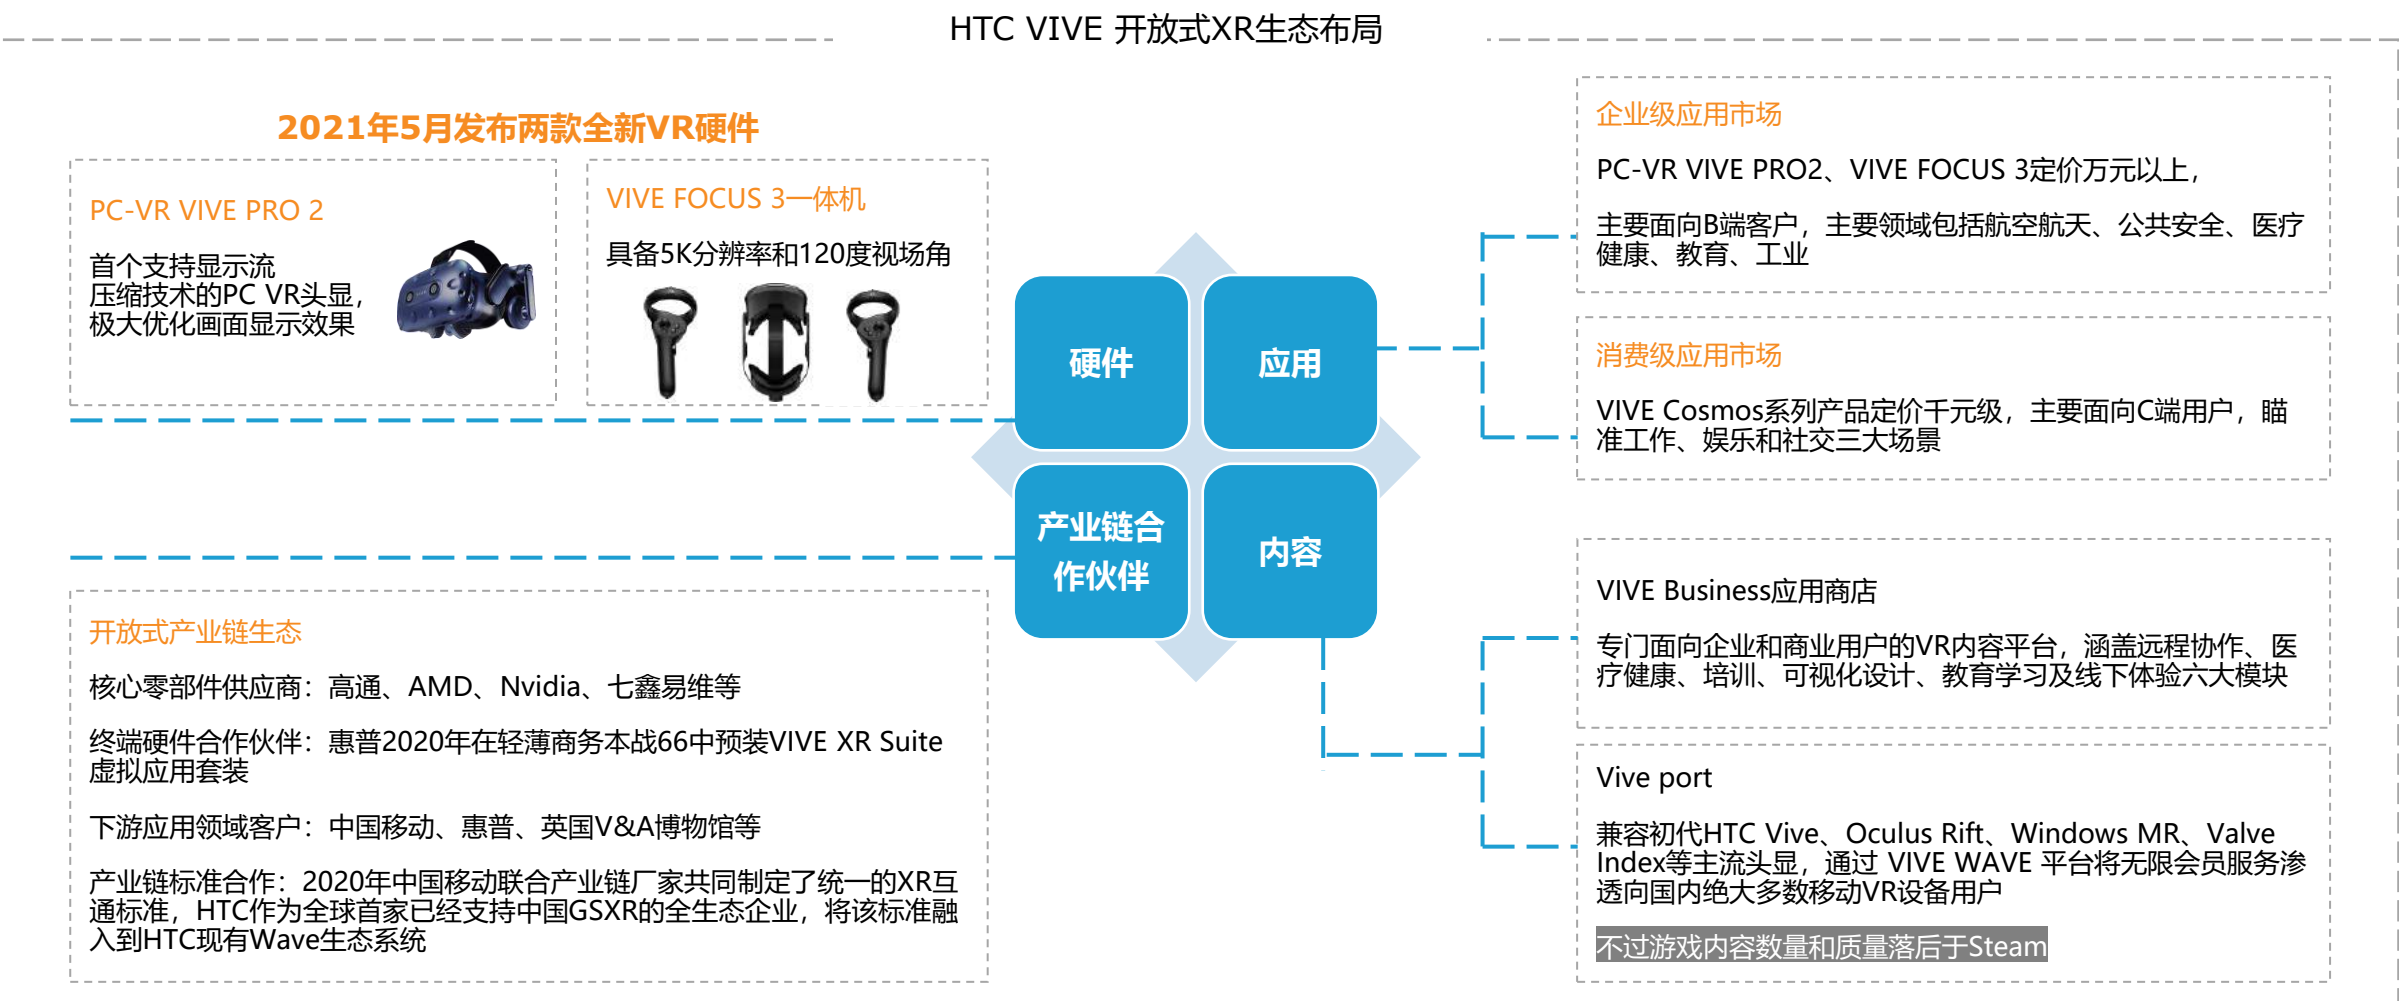 HTC VIVE 开放式XR生态布局
2021年5月发布两款全新VR硬件
PC-VR VIVE PRO 2
首个支持显示流
压缩技术的PC VR头显，
极大优化画面显示效果
VIVE FOCUS 3一体机
具备5K分辨率和120度视场角
硬件
应用
产业链合
作伙伴
内容
企业级应用市场
PC-VR VIVE PRO2、VIVE FOCUS 3定价万元以上，
主要面向B端客户，主要领域包括航空航天、公共安全、医疗
健康、教育、工业
消费级应用市场
VIVE Cosmos系列产品定价千元级，主要面向C端用户，瞄
准工作、娱乐和社交三大场景
开放式产业链生态
核心零部件供应商：高通、AMD、Nvidia、七鑫易维等
终端硬件合作伙伴：惠普2020年在轻薄商务本战66中预装VIVE XR Suite
虚拟应用套装
下游应用领域客户：中国移动、惠普、英国V&A博物馆等
产业链标准合作：2020年中国移动联合产业链厂家共同制定了统一的XR互
通标准，HTC作为全球首家已经支持中国GSXR的全生态企业，将该标准融
入到HTC现有Wave生态系统
VIVE Business应用商店
专门面向企业和商业用户的VR内容平台，涵盖远程协作、医
疗健康、培训、可视化设计、教育学习及线下体验六大模块
Vive port
兼容初代HTC Vive、Oculus Rift、Windows MR、Valve
Index等主流头显，通过 VIVE WAVE 平台将无限会员服务渗
透向国内绝大多数移动VR设备用户
不过游戏内容数量和质量落后于Steam